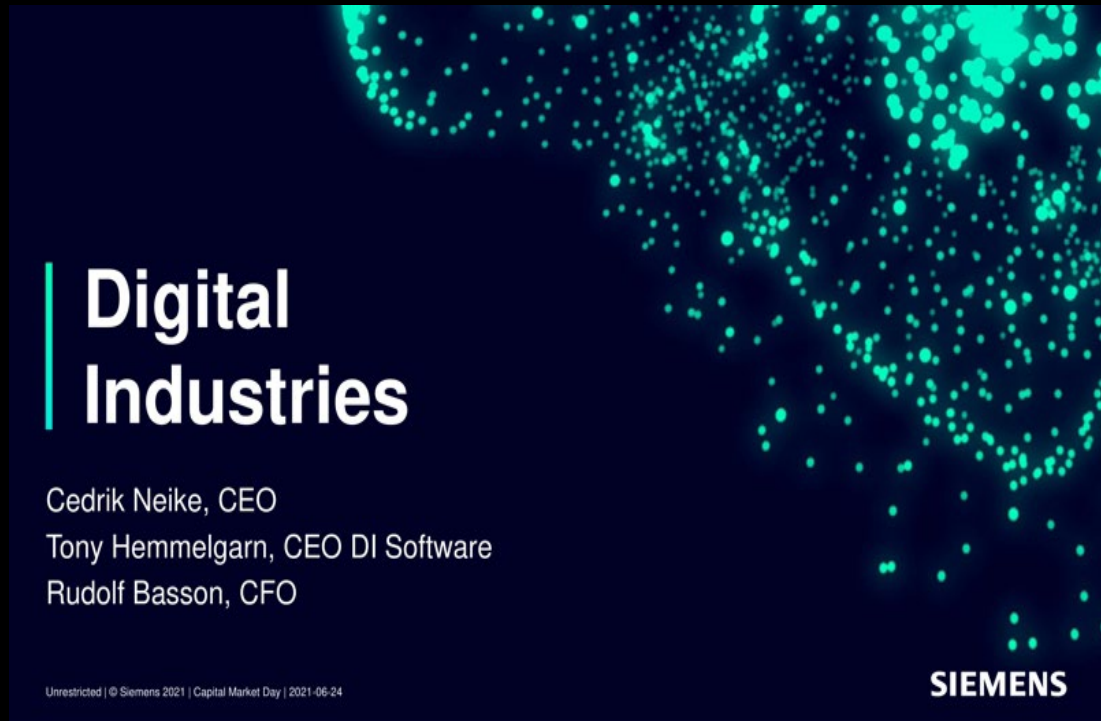 Digital
Industries
Cedrik Neike, CEO
Tony Hemmelgarn, CEO DI Software
Rudolf Basson, CFO
Unrestricted | © Siemens 2021 | Capital Market Day | 2021-06-24
SIEMENS